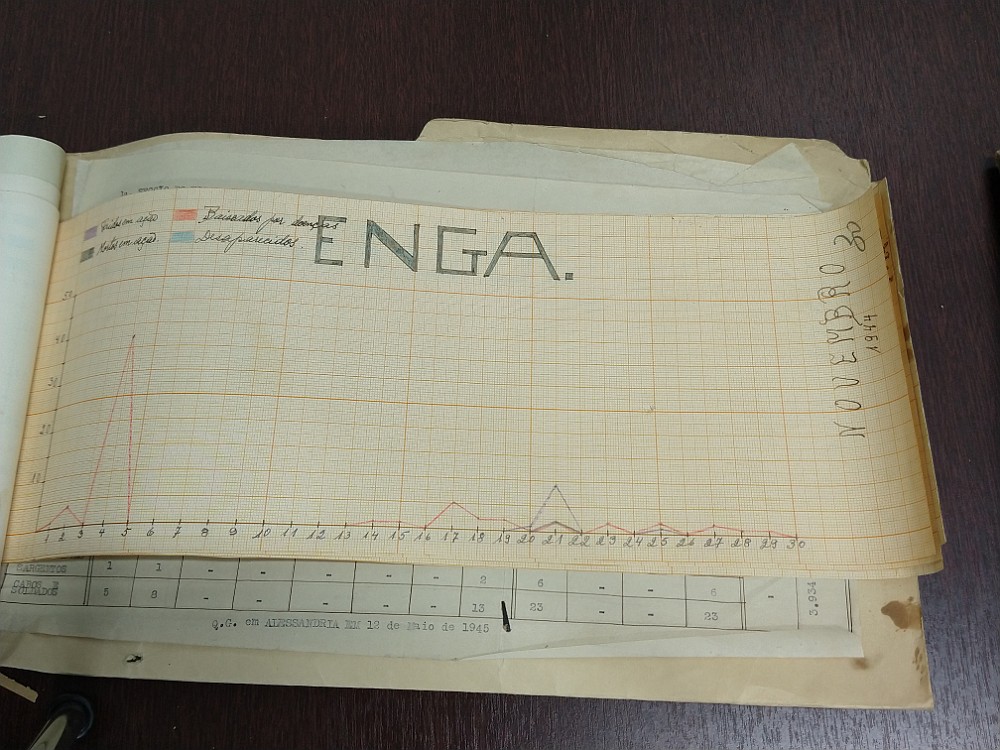 Feridos em ação
Baixados por doenças
Mortos em ação
Desaparecidos
ENGA.
NOVEMBRO 30
1944
50
40
30
20
10
1 2 3 4 5 6 7 8 9 10 11 12 13 14 15 16 17 18 19 20 21 22 23 24 25 26 27 28 29 30
SARGENTOS 1 1 - - - - - 2 6 - - 6 -
CABOS E
SOLDADOS 5 8 - - - - - 13 23 - - 23 - 3.934
Q.G. em ALESSANDRIA EM 12 de Maio de 1945